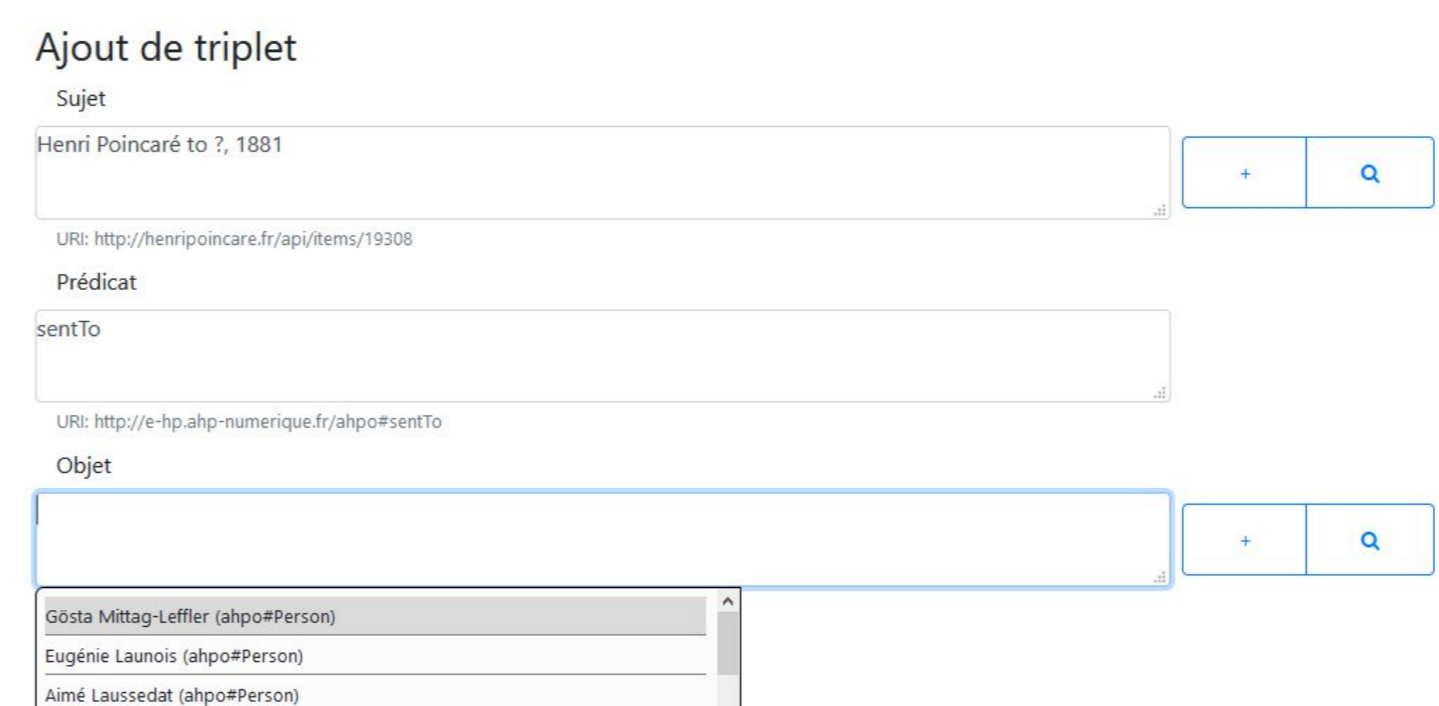 Ajout de triplet
Sujet
Henri Poincaré to ?, 1881
+
URI: http://henripoincare.fr/api/items/19308
Prédicat
sentTo
URI: http://e-hp.ahp-numerique.fr/ahpo#sentTo
Objet
+
Gösta Mittag-Leffler (ahpo#Person)
Eugénie Launois (ahpo#Person)
Aimé Laussedat (ahpo#Person)